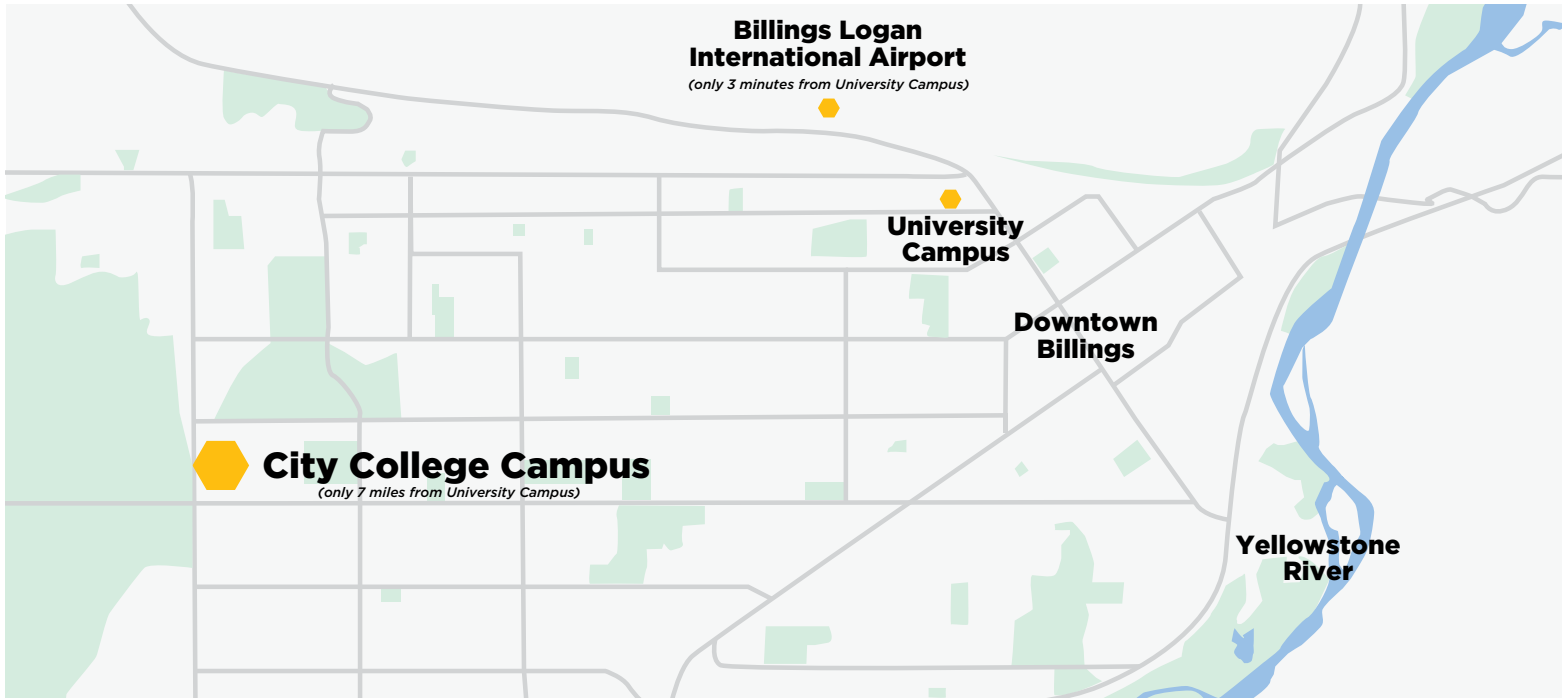 Billings Logan
International Airport
(only 3 minutes from University Campus)
University
Campus
Downtown
Billings
City College Campus
(only 7 miles from University Campus)
Yellowstone
River